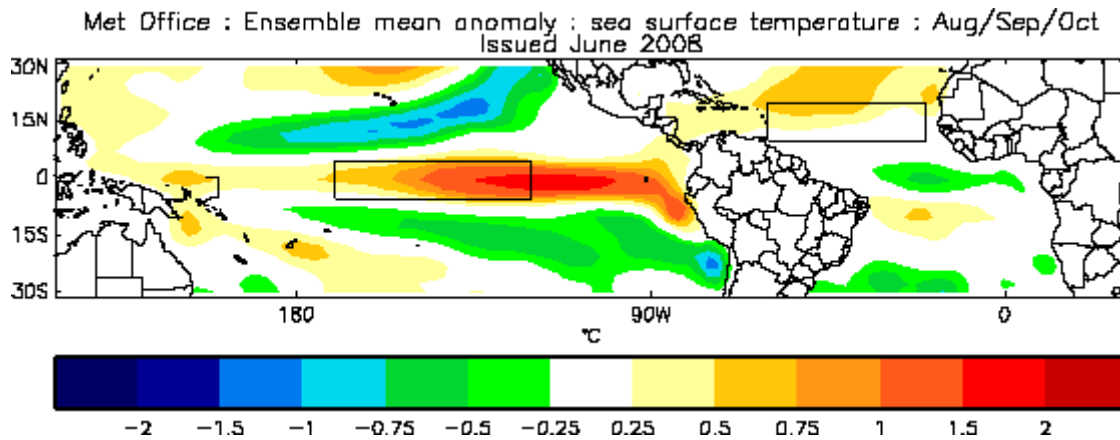 Met Office : Ensemble mean anomaly : sea surface temperature : Aug/Sep/Oct
Issued June 2008
30N
15N
0
15S
30S
180 90W 0
°C
-2 -1.5 -1 -0.75 -0.5 -0.25 0.25 0.5 0.75 1 1.5 2